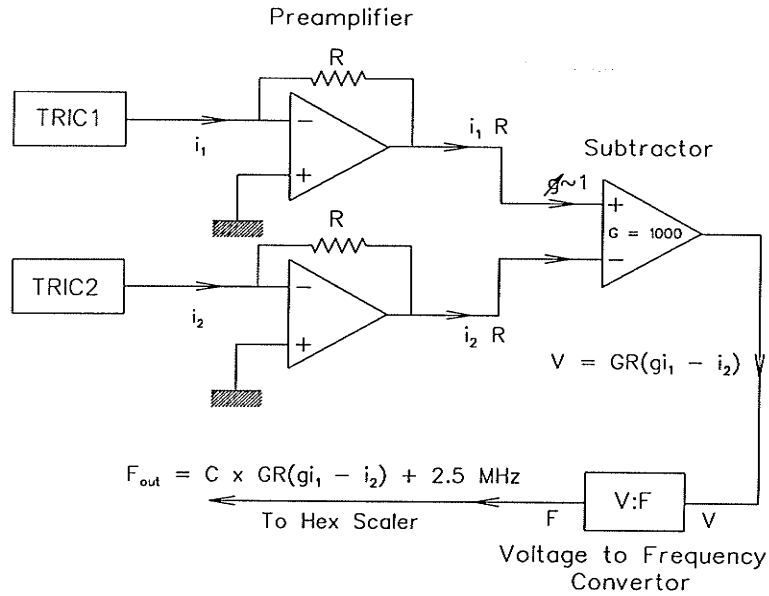 Preamplifier
R
TRIC1
−
i₁
+
i₁ R
Subtractor
g~1
+
G = 1000
−
R
TRIC2
−
i₂
+
i₂ R
V = GR(gi₁ − i₂)
F_out = C x GR(gi₁ − i₂) + 2.5 MHz
To Hex Scaler
F
V:F
V
Voltage to Frequency
Convertor